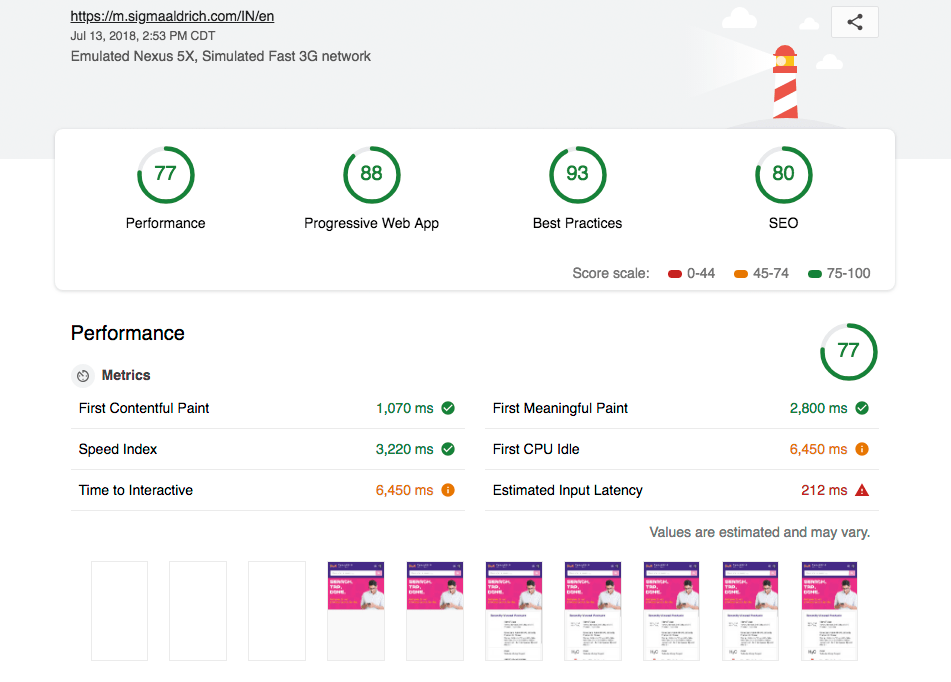 https://m.sigmaaldrich.com/IN/en
Jul 13, 2018, 2:53 PM CDT
Emulated Nexus 5X, Simulated Fast 3G network
77 88 93 80
Performance Progressive Web App Best Practices SEO
Score scale: 0-44 45-74 75-100
Performance 77
Metrics
First Contentful Paint 1,070 ms First Meaningful Paint 2,800 ms
Speed Index 3,220 ms First CPU Idle 6,450 ms
Time to Interactive 6,450 ms Estimated Input Latency 212 ms
Values are estimated and may vary.
SEARCH. SEARCH. SEARCH. SEARCH. SEARCH. SEARCH. SEARCH.
TAP. TAP. TAP. TAP. TAP. TAP. TAP.
DONE. DONE. DONE. DONE. DONE. DONE. DONE.